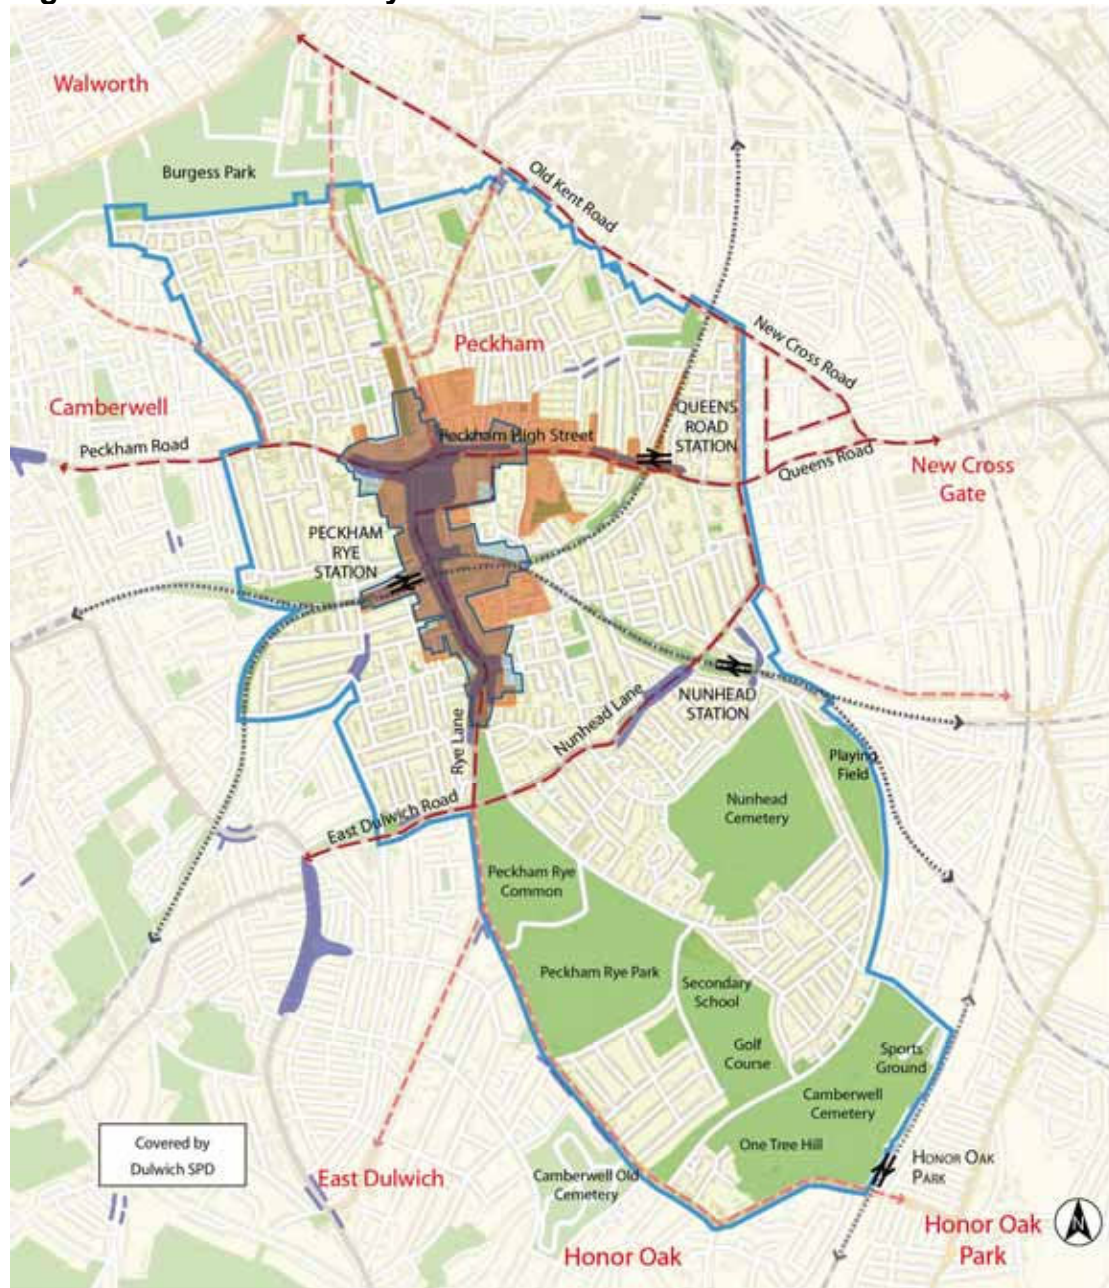 Walworth
Burgess Park
Old Kent Road
Peckham
New Cross Road
Camberwell
Peckham Road
Peckham High Street
QUEENS
ROAD
STATION
Queens Road
New Cross
Gate
PECKHAM
RYE
STATION
NUNHEAD
STATION
Nunhead Lane
Rye Lane
Playing
Field
Nunhead
Cemetery
East Dulwich Road
Peckham Rye
Common
Peckham Rye Park
Secondary
School
Golf
Course
Sports
Ground
Camberwell
Cemetery
One Tree Hill
Covered by
Dulwich SPD
East Dulwich
Camberwell Old
Cemetery
HONOR OAK
PARK
Honor Oak
Honor Oak
Park
N